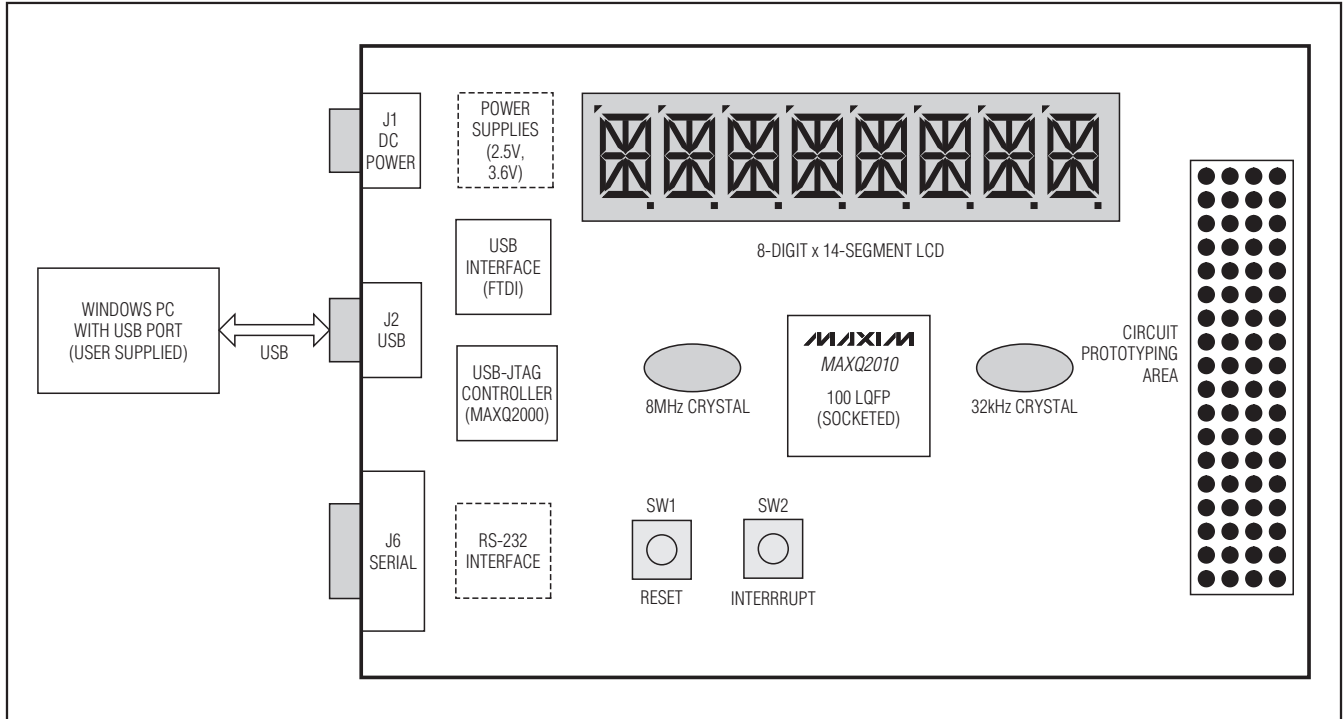 J1
DC
POWER
POWER
SUPPLIES
(2.5V,
3.6V)
8-DIGIT x 14-SEGMENT LCD
USB
INTERFACE
(FTDI)
WINDOWS PC
WITH USB PORT
(USER SUPPLIED)
USB
J2
USB
USB-JTAG
CONTROLLER
(MAXQ2000)
8MHz CRYSTAL
MAXIM
MAXQ2010
100 LQFP
(SOCKETED)
32kHz CRYSTAL
CIRCUIT
PROTOTYPING
AREA
J6
SERIAL
RS-232
INTERFACE
SW1
RESET
SW2
INTERRRUPT